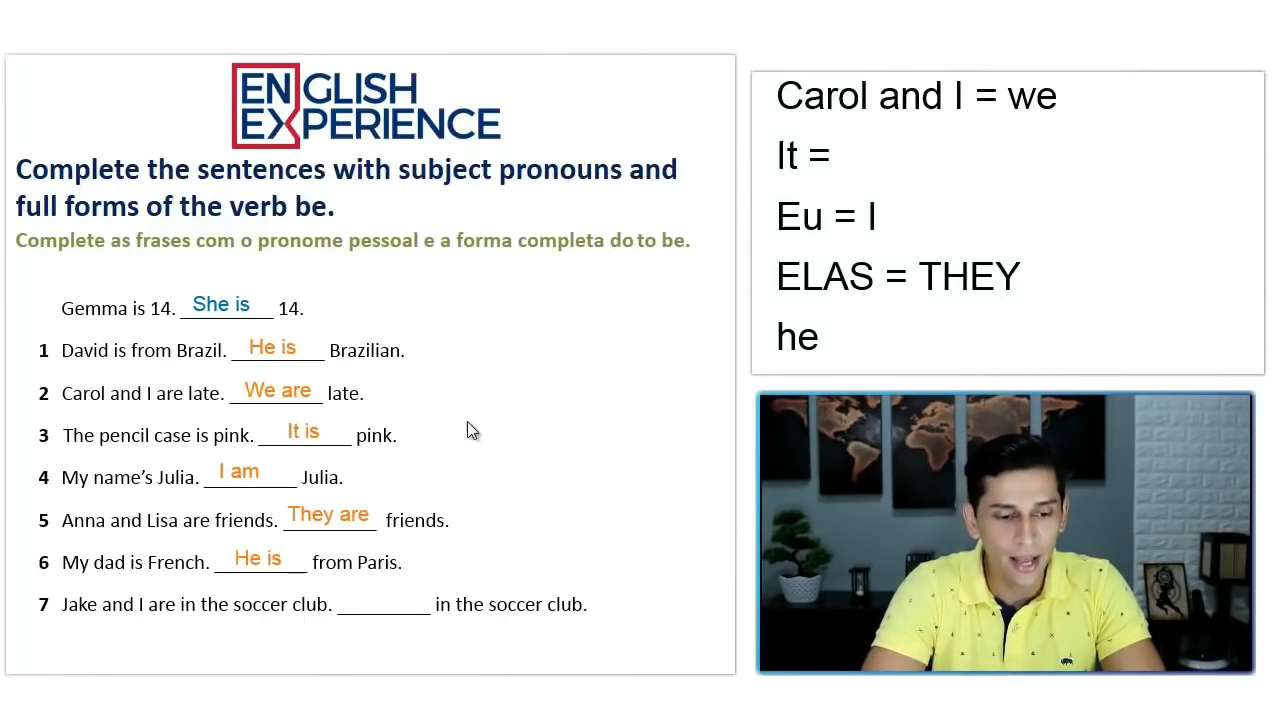 ENGLISH
EXPERIENCE
Complete the sentences with subject pronouns and
full forms of the verb be.
Complete as frases com o pronome pessoal e a forma completa do to be.
Gemma is 14. She is 14.
1 David is from Brazil. He is Brazilian.
2 Carol and I are late. We are late.
3 The pencil case is pink. It is pink.
4 My name’s Julia. I am Julia.
5 Anna and Lisa are friends. They are friends.
6 My dad is French. He is from Paris.
7 Jake and I are in the soccer club. _________ in the soccer club.
Carol and I = we
It =
Eu = I
ELAS = THEY
he